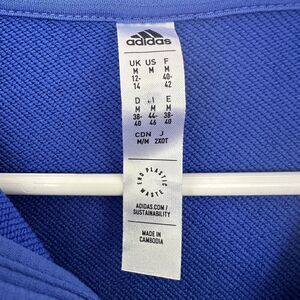 adidas
UK US F
M M M
12- 40-
14 42
D I E
M M M
38- 44- 38-
40 46 40
CDN J
M/M 2XOT
END PLASTIC WASTE
ADIDAS.COM/
SUSTAINABILITY
MADE IN
CAMBODIA